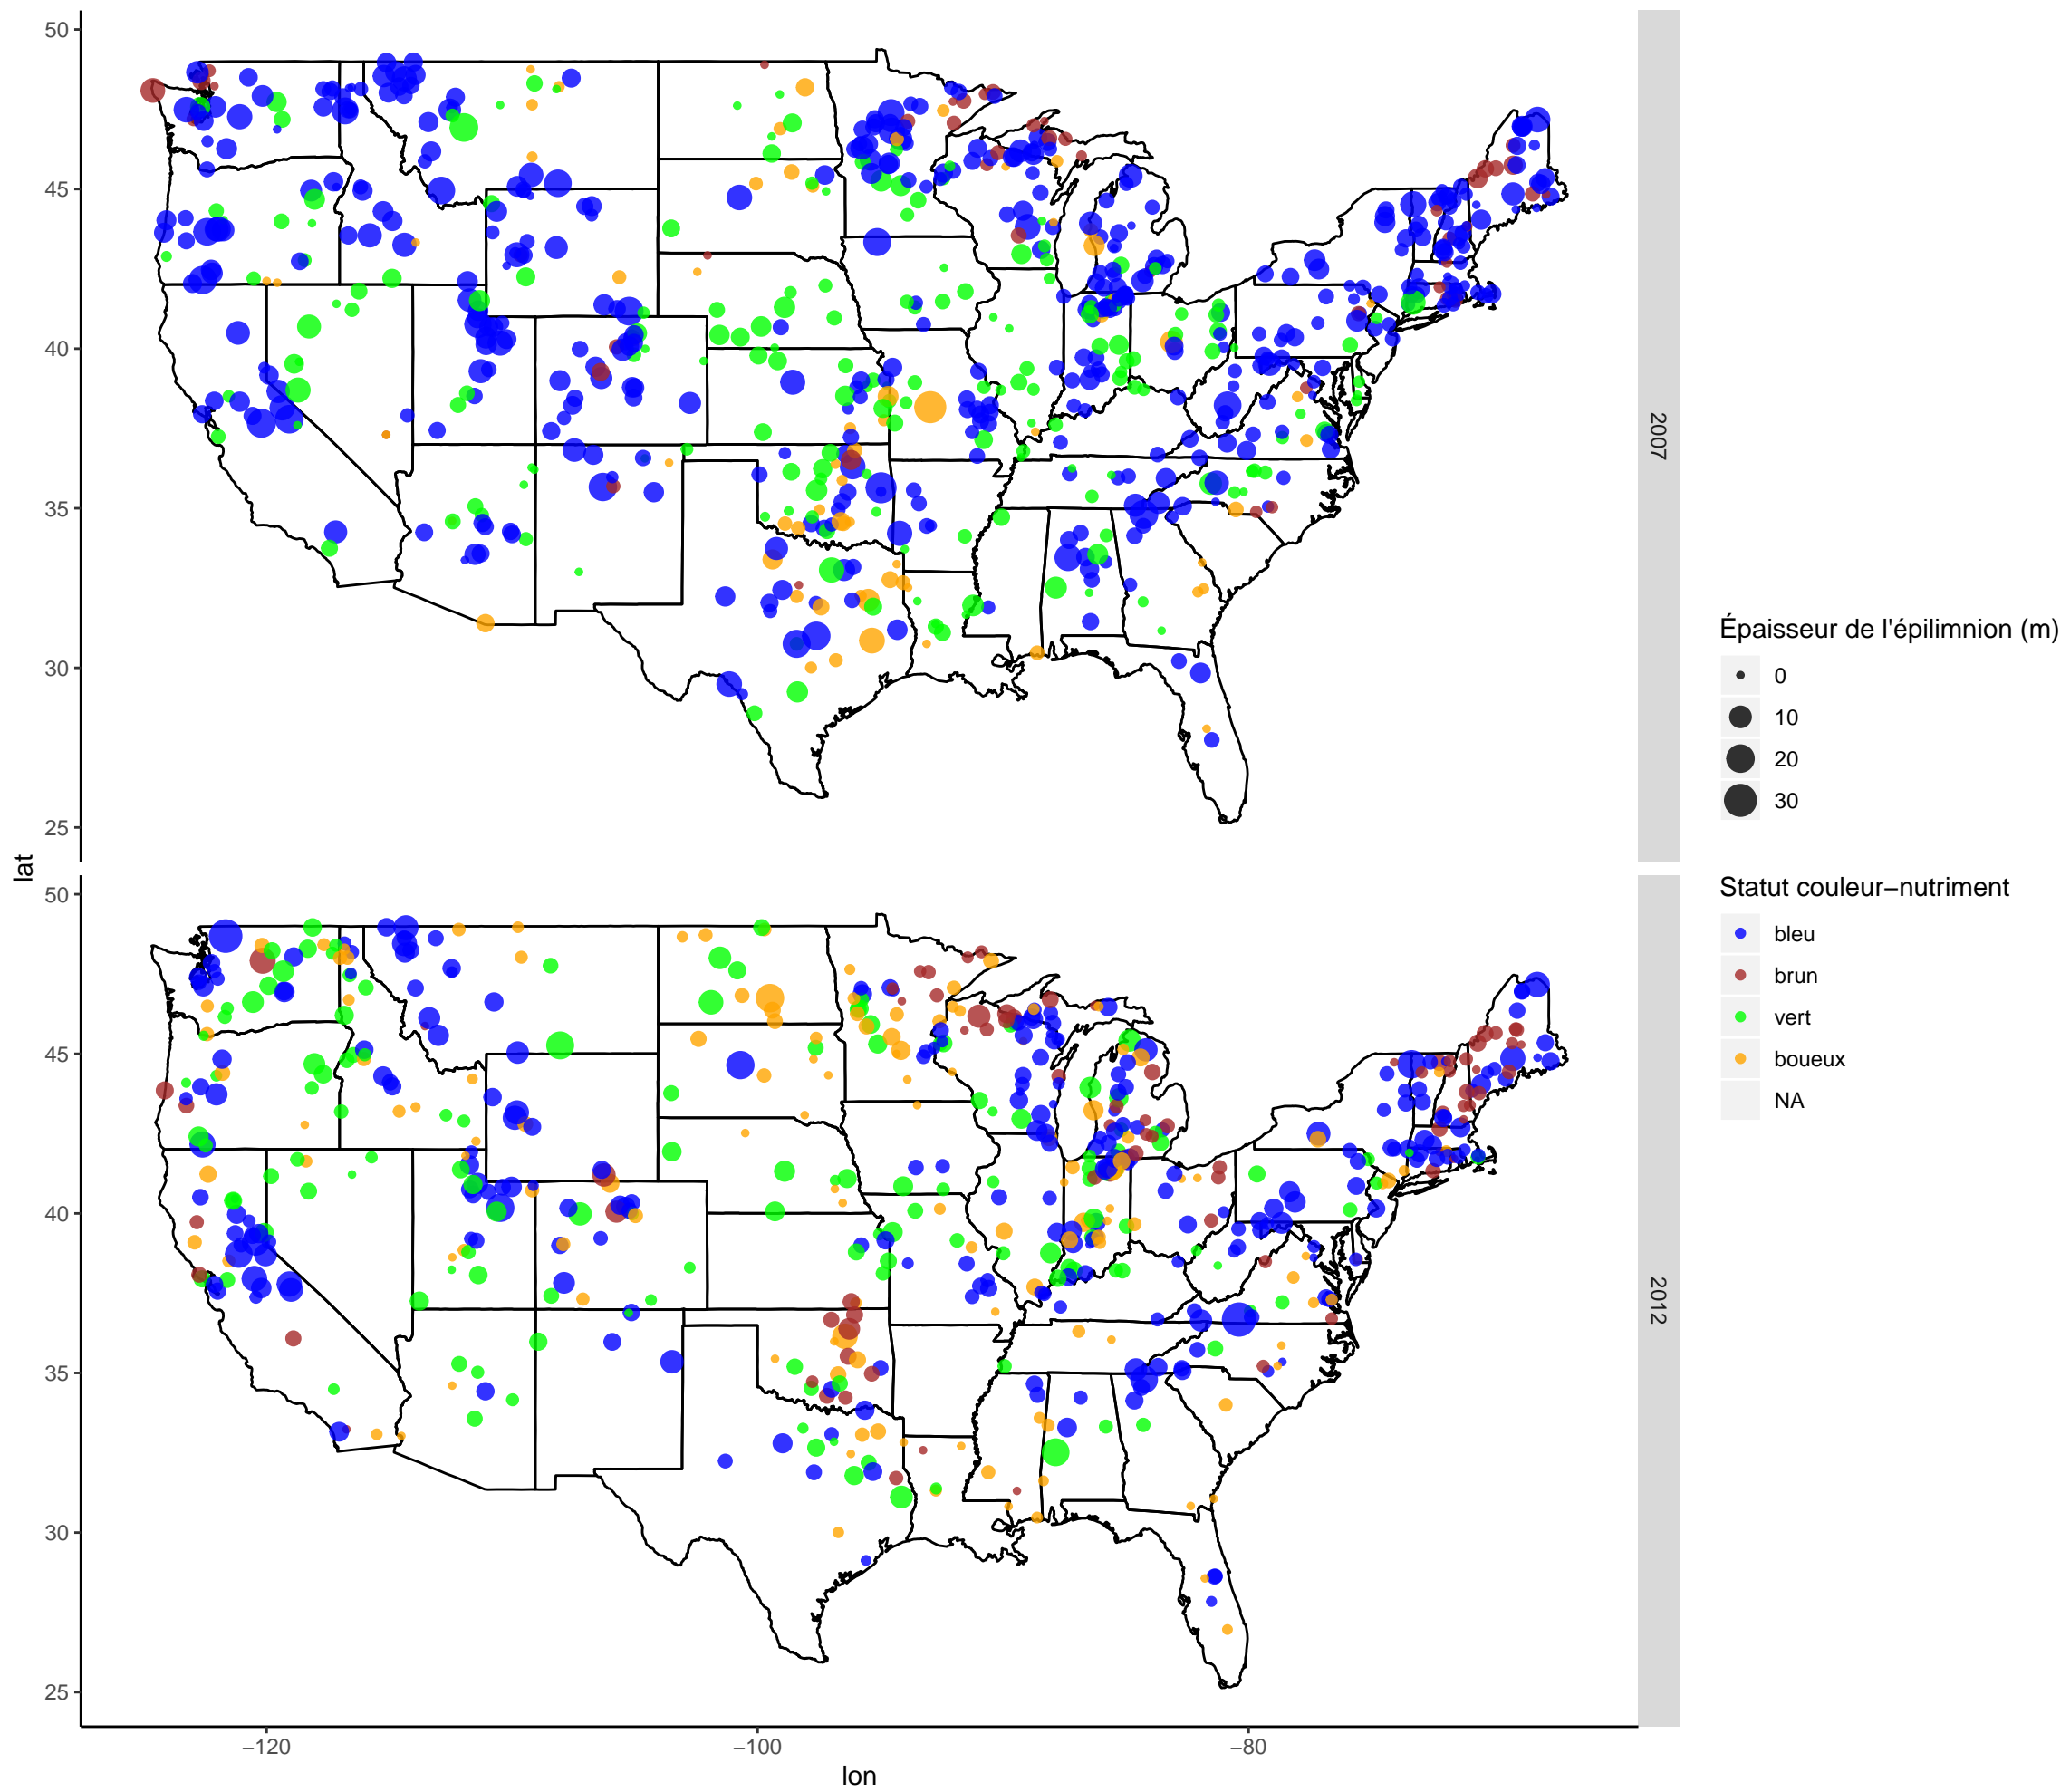 50
45
40
35
30
25
2007
lat
50
45
40
35
30
25
2012
−120
−100
−80
lon
Épaisseur de l'épilimnion (m)
0
10
20
30
Statut couleur−nutriment
bleu
brun
vert
boueux
NA